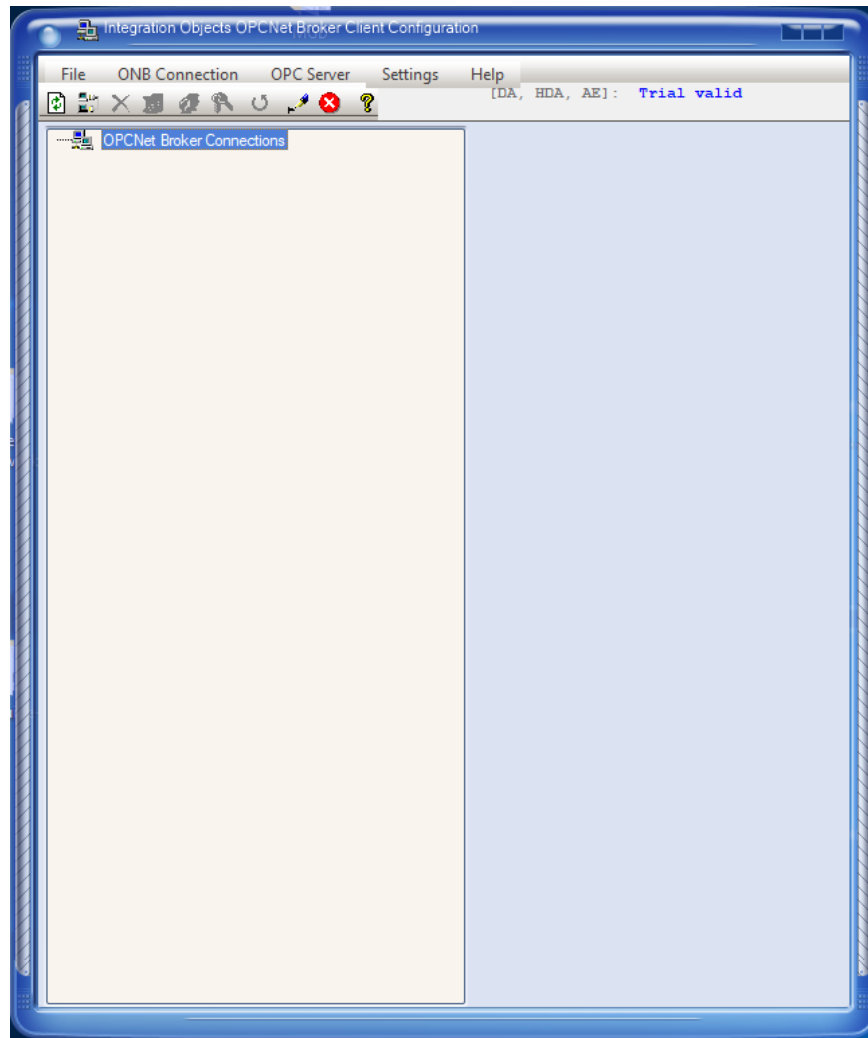 Integration Objects OPCNet Broker Client Configuration
File ONB Connection OPC Server Settings Help
[DA, HDA, AE]: Trial valid
OPCNet Broker Connections